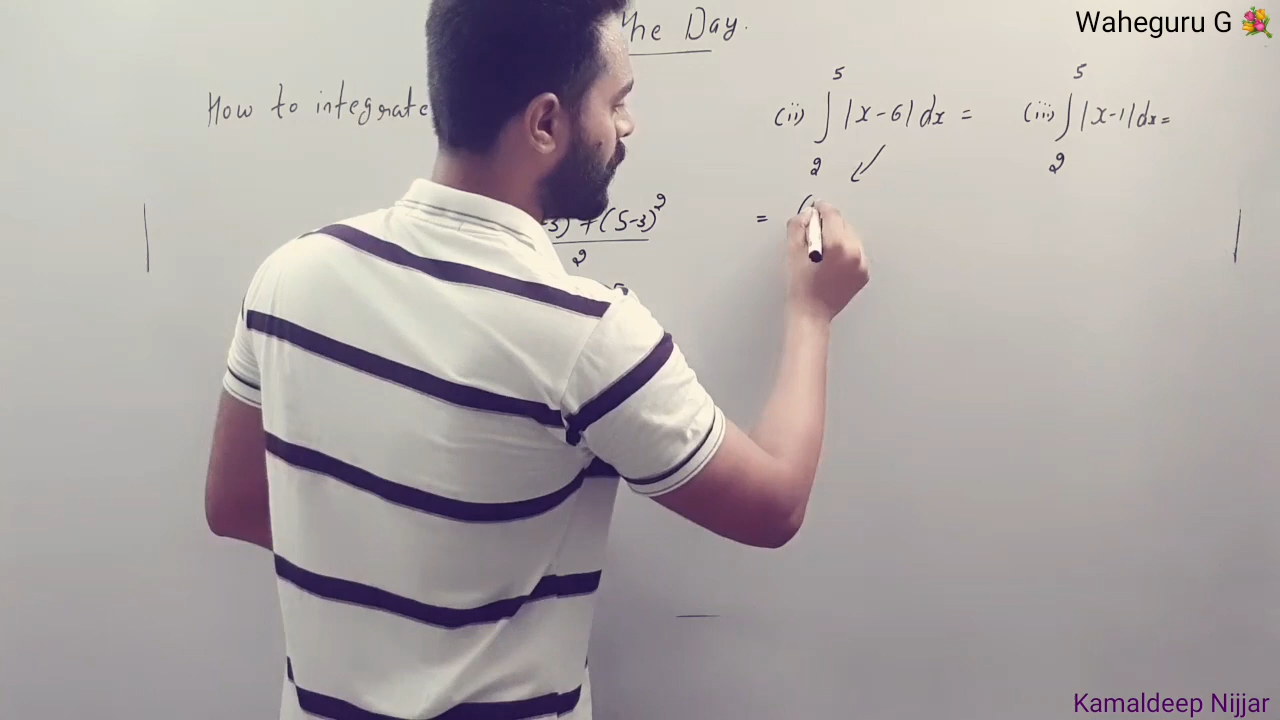 Waheguru G 💐
the Day.
How to integrate
(ii) ∫₂⁵ |x-6| dx = (iii) ∫₂⁵ |x-1| dx =
-3) + (5-3)² =
2
5
Kamaldeep Nijjar